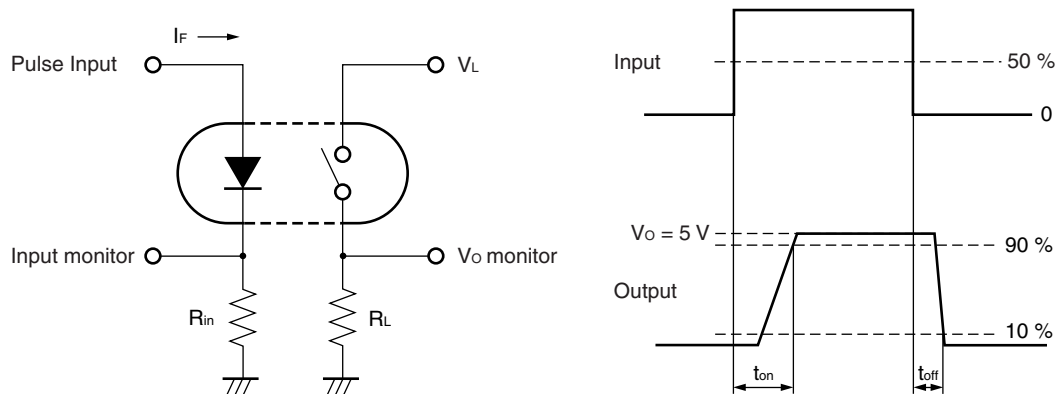 IF
Pulse Input
VL
Input monitor
VO monitor
Rin
RL
Input
50 %
0
VO = 5 V
90 %
Output
10 %
ton
toff